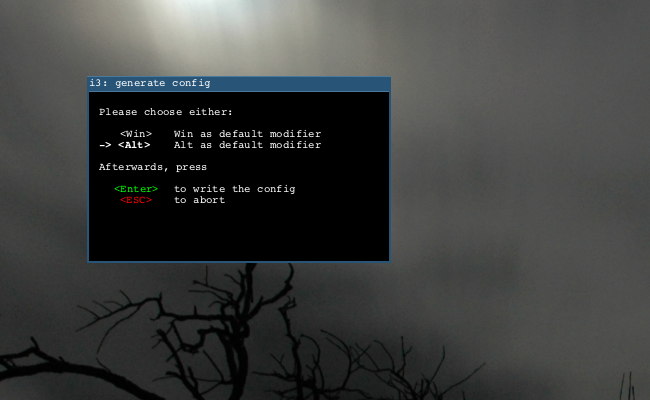 i3: generate config
Please choose either:
<Win> Win as default modifier
-> <Alt> Alt as default modifier
Afterwards, press
<Enter> to write the config
<ESC> to abort